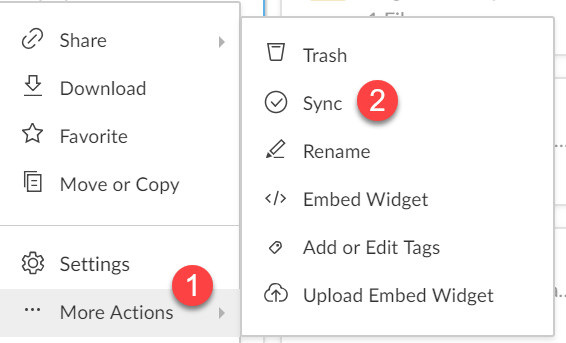 Share
Download
Favorite
Move or Copy
Settings
1
More Actions
Trash
Sync
2
Rename
Embed Widget
Add or Edit Tags
Upload Embed Widget